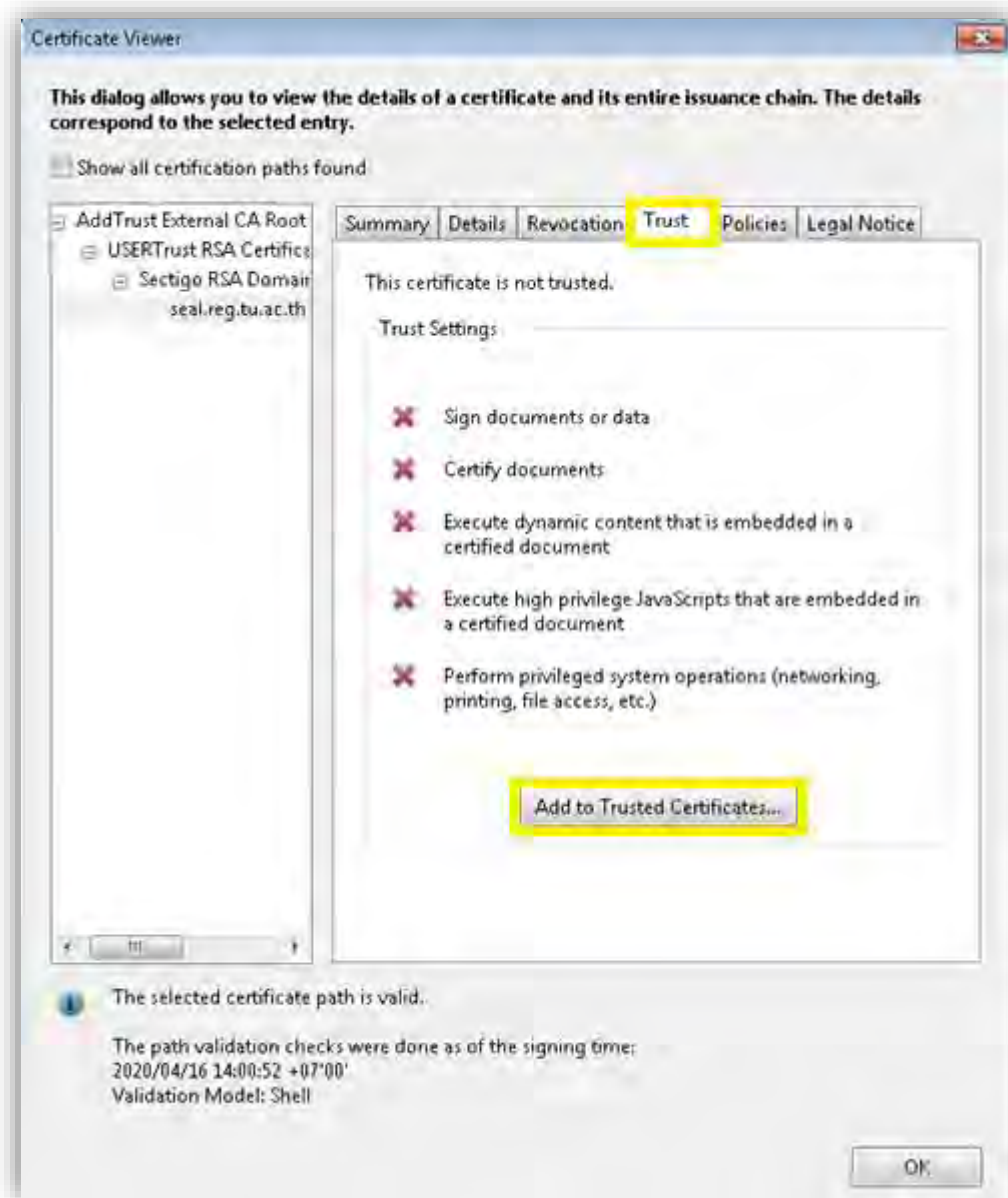 Certificate Viewer
This dialog allows you to view the details of a certificate and its entire issuance chain. The details
correspond to the selected entry.
Show all certification paths found
AddTrust External CA Root
USERTrust RSA Certifica
Sectigo RSA Domain
seal.reg.tu.ac.th
Summary Details Revocation Trust Policies Legal Notice
This certificate is not trusted.
Trust Settings
Sign documents or data
Certify documents
Execute dynamic content that is embedded in a
certified document
Execute high privilege JavaScripts that are embedded in
a certified document
Perform privileged system operations (networking,
printing, file access, etc.)
Add to Trusted Certificates...
The selected certificate path is valid.
The path validation checks were done as of the signing time:
2020/04/16 14:00:52 +07'00'
Validation Model: Shell
OK